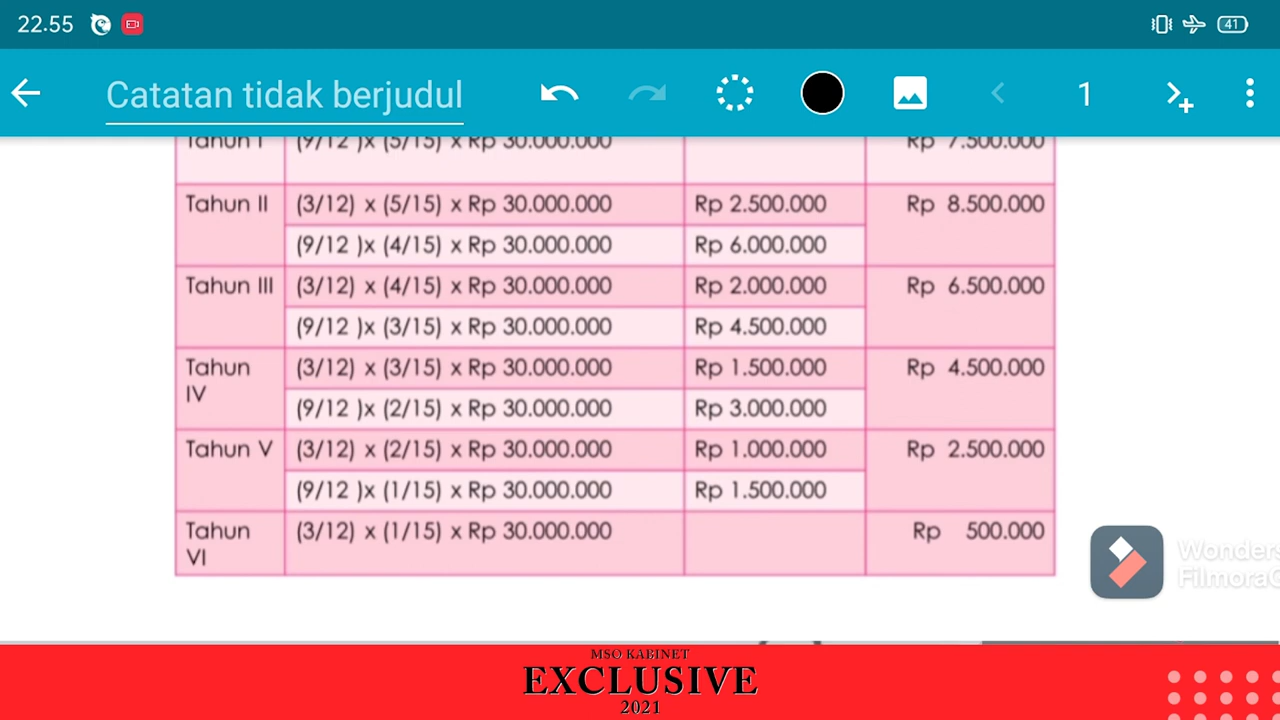 22.55
41
Catatan tidak berjudul
1
Tahun I (9/12 )x (5/15) x Rp 30.000.000 Rp 7.500.000
Tahun II (3/12) x (5/15) x Rp 30.000.000 Rp 2.500.000 Rp 8.500.000
(9/12 )x (4/15) x Rp 30.000.000 Rp 6.000.000
Tahun III (3/12) x (4/15) x Rp 30.000.000 Rp 2.000.000 Rp 6.500.000
(9/12 )x (3/15) x Rp 30.000.000 Rp 4.500.000
Tahun (3/12) x (3/15) x Rp 30.000.000 Rp 1.500.000 Rp 4.500.000
IV
(9/12 )x (2/15) x Rp 30.000.000 Rp 3.000.000
Tahun V (3/12) x (2/15) x Rp 30.000.000 Rp 1.000.000 Rp 2.500.000
(9/12 )x (1/15) x Rp 30.000.000 Rp 1.500.000
Tahun (3/12) x (1/15) x Rp 30.000.000 Rp 500.000
VI
Wonders
FilmoraG
MSO KABINET
EXCLUSIVE
2021